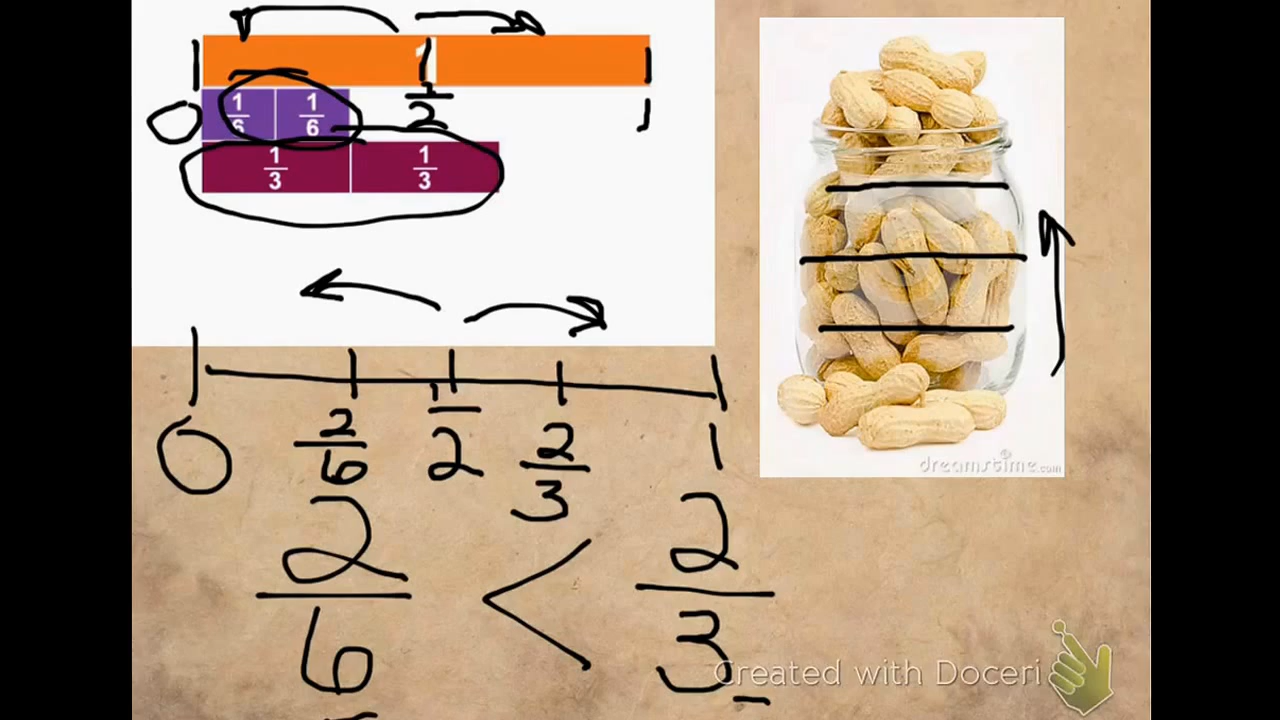 1
1/6 1/6 1/2
0 1
1/3 1/3
2/6 1/2 2/3
0 1
2/6 < 2/3
dreamstime.com
Created with Doceri